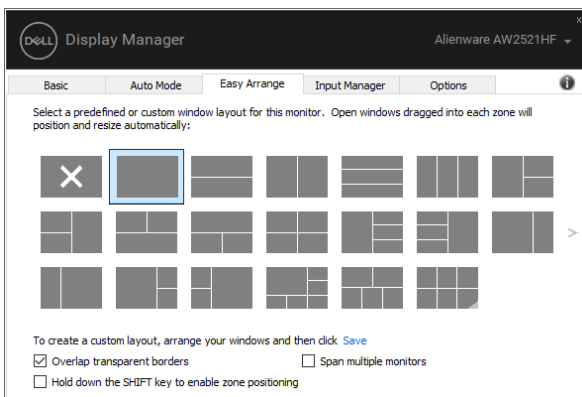 DELL Display Manager Alienware AW2521HF
Basic Auto Mode Easy Arrange Input Manager Options
Select a predefined or custom window layout for this monitor. Open windows dragged into each zone will
position and resize automatically:
To create a custom layout, arrange your windows and then click Save
Overlap transparent borders Span multiple monitors
Hold down the SHIFT key to enable zone positioning